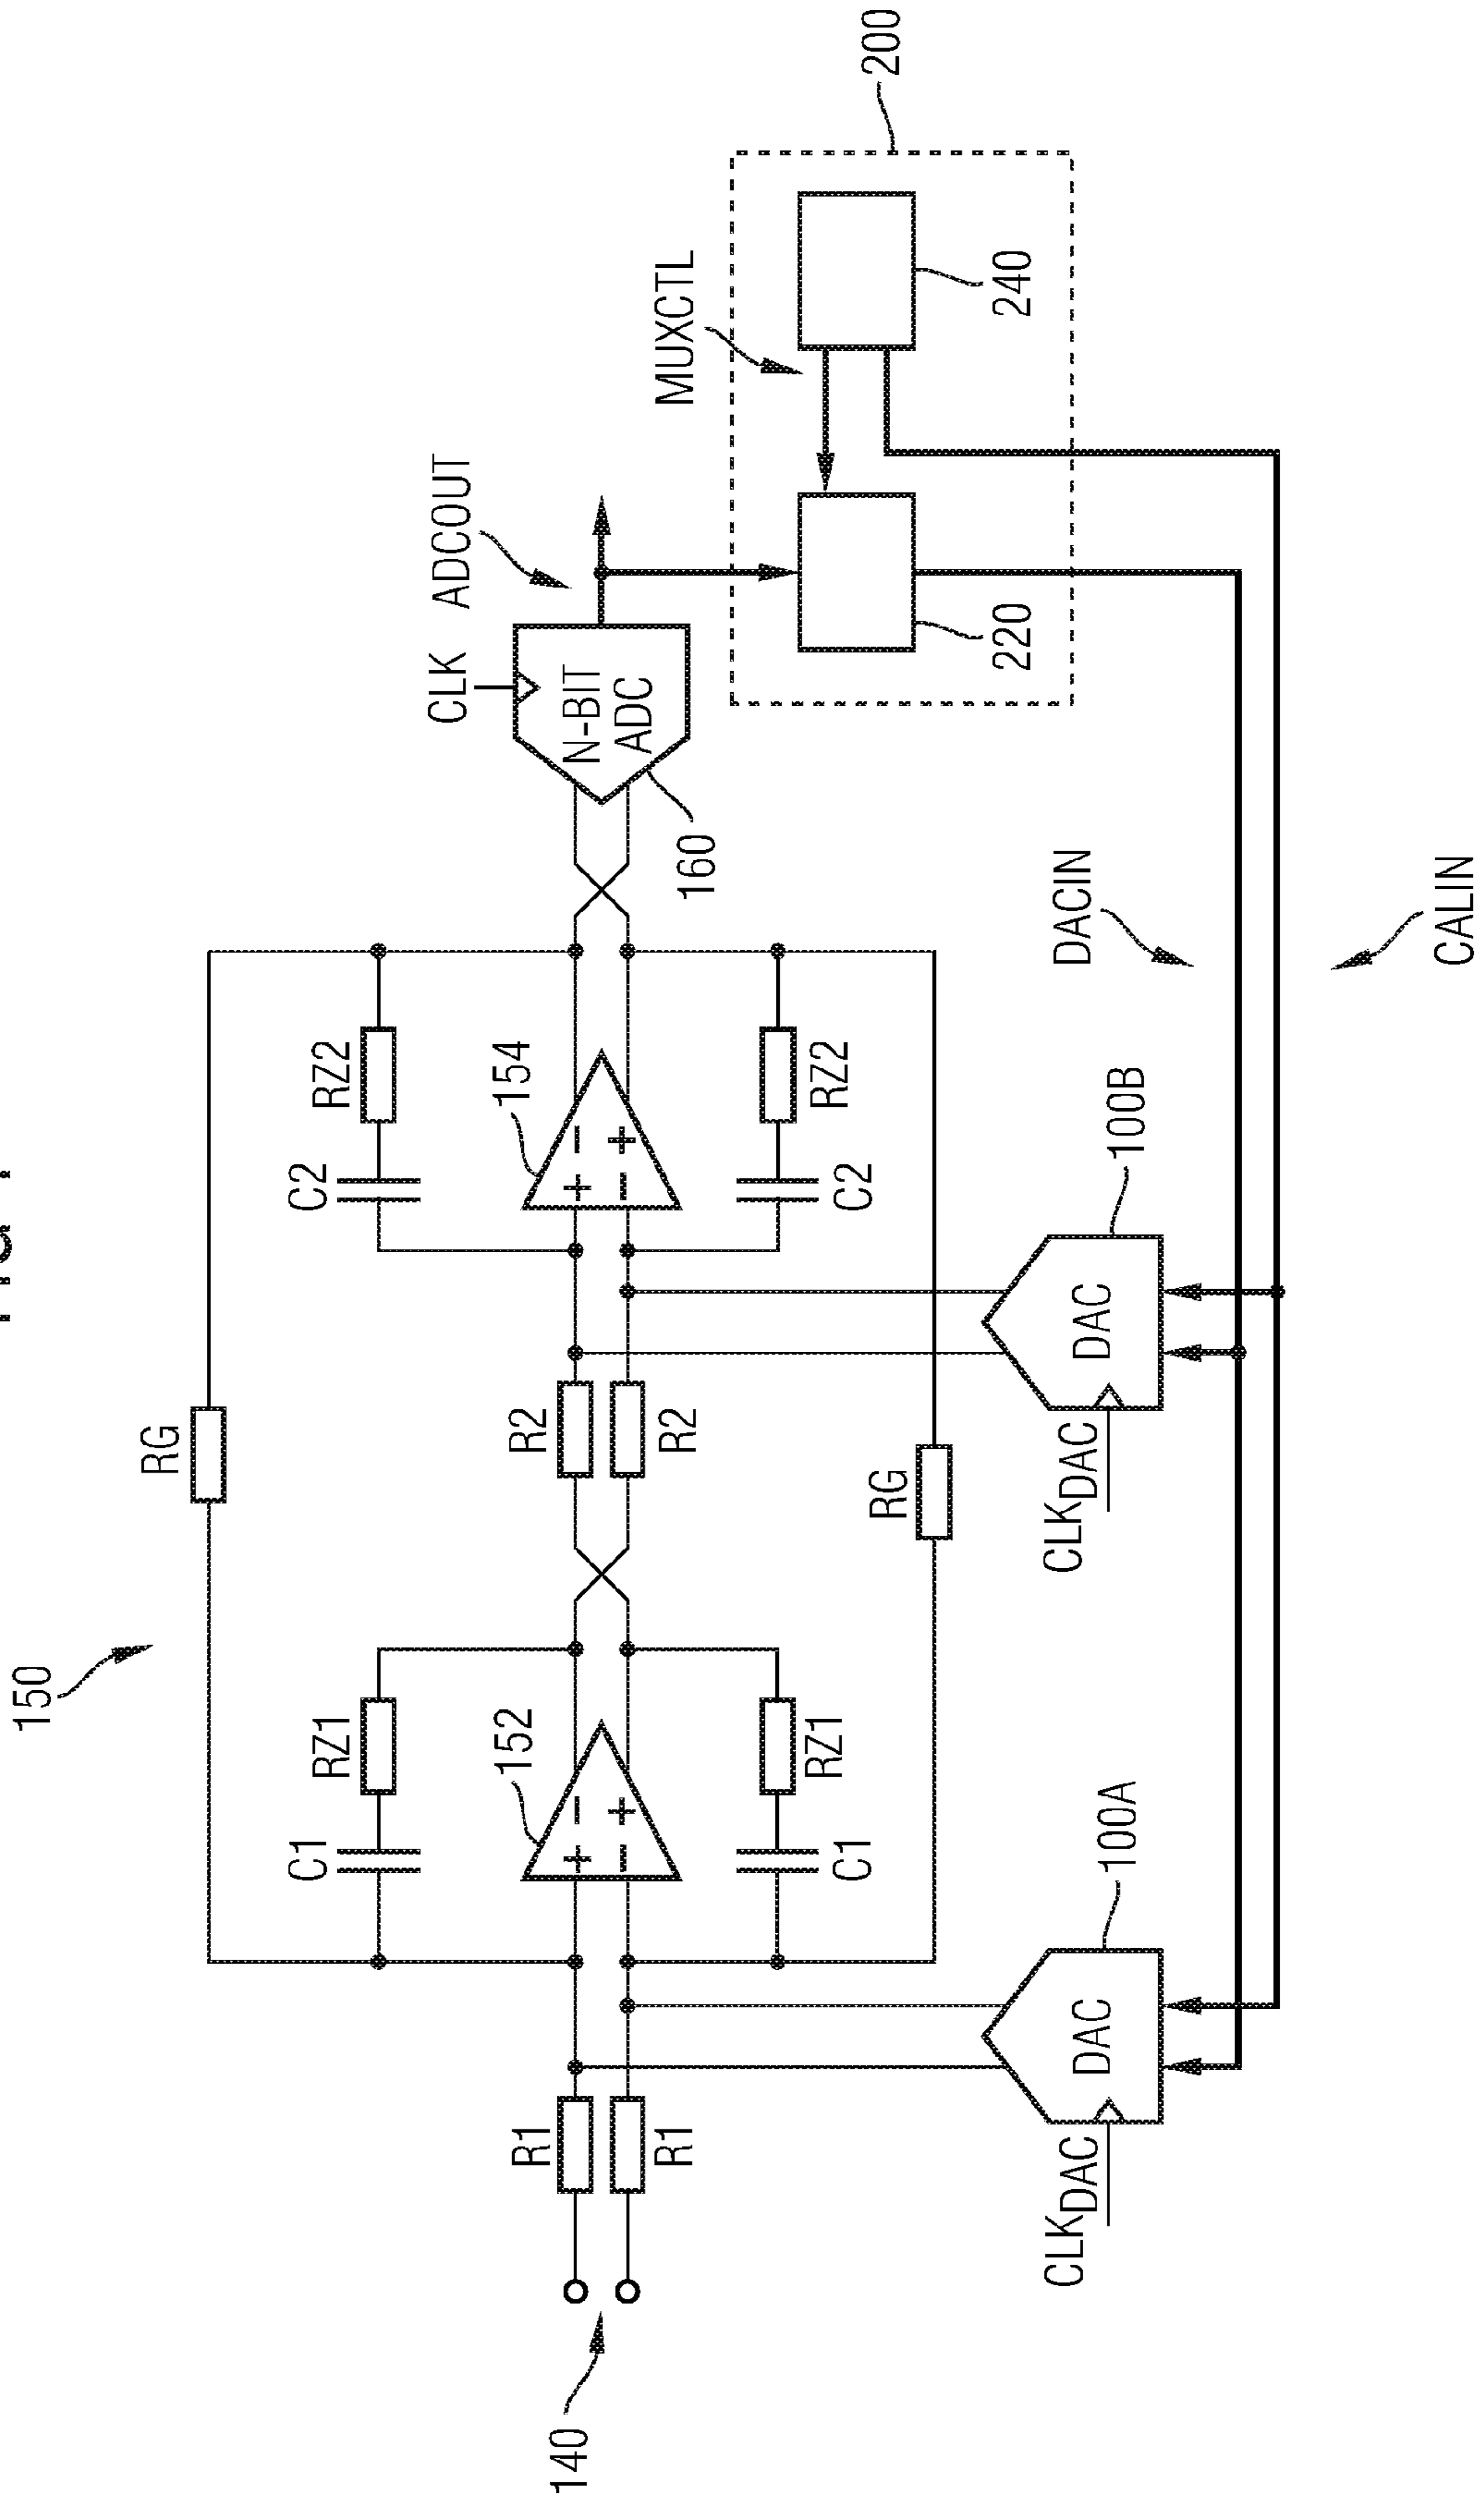 150
RG
C1
RZ1
C2
RZ2
140
R1
R1
152
+ −
− +
R2
R2
154
+ −
− +
CLK
ADCOUT
N-BIT
ADC
160
C1
RZ1
C2
RZ2
RG
MUXCTL
200
220
240
CLKDAC
DAC
100A
CLKDAC
DAC
100B
DACIN
CALIN